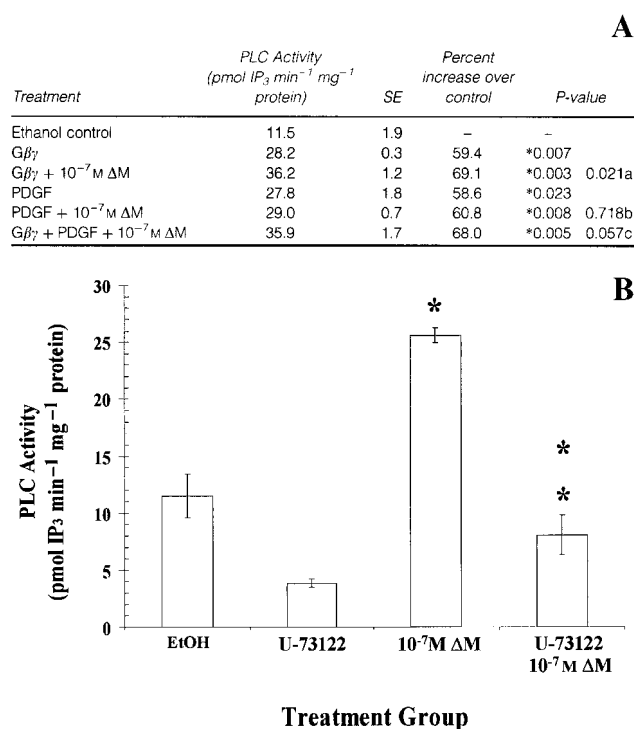 A
PLC Activity
(pmol IP₃ min⁻¹ mg⁻¹
protein)
Percent
increase over
control
Treatment SE P-value
Ethanol control 11.5 1.9 – –
Gβγ 28.2 0.3 59.4 *0.007
Gβγ + 10⁻⁷ M ΔM 36.2 1.2 69.1 *0.003 0.021a
PDGF 27.8 1.8 58.6 *0.023
PDGF + 10⁻⁷ M ΔM 29.0 0.7 60.8 *0.008 0.718b
Gβγ + PDGF + 10⁻⁷ M ΔM 35.9 1.7 68.0 *0.005 0.057c
B
PLC Activity
(pmol IP₃ min⁻¹ mg⁻¹ protein)
30
25
20
15
10
5
0
*
*
*
EtOH
U-73122
10⁻⁷M ΔM
U-73122
10⁻⁷M ΔM
Treatment Group